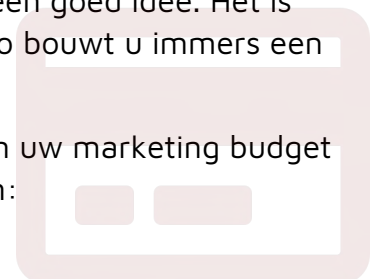 een goed idee. Het is
o bouwt u immers een
n uw marketing budget
n: